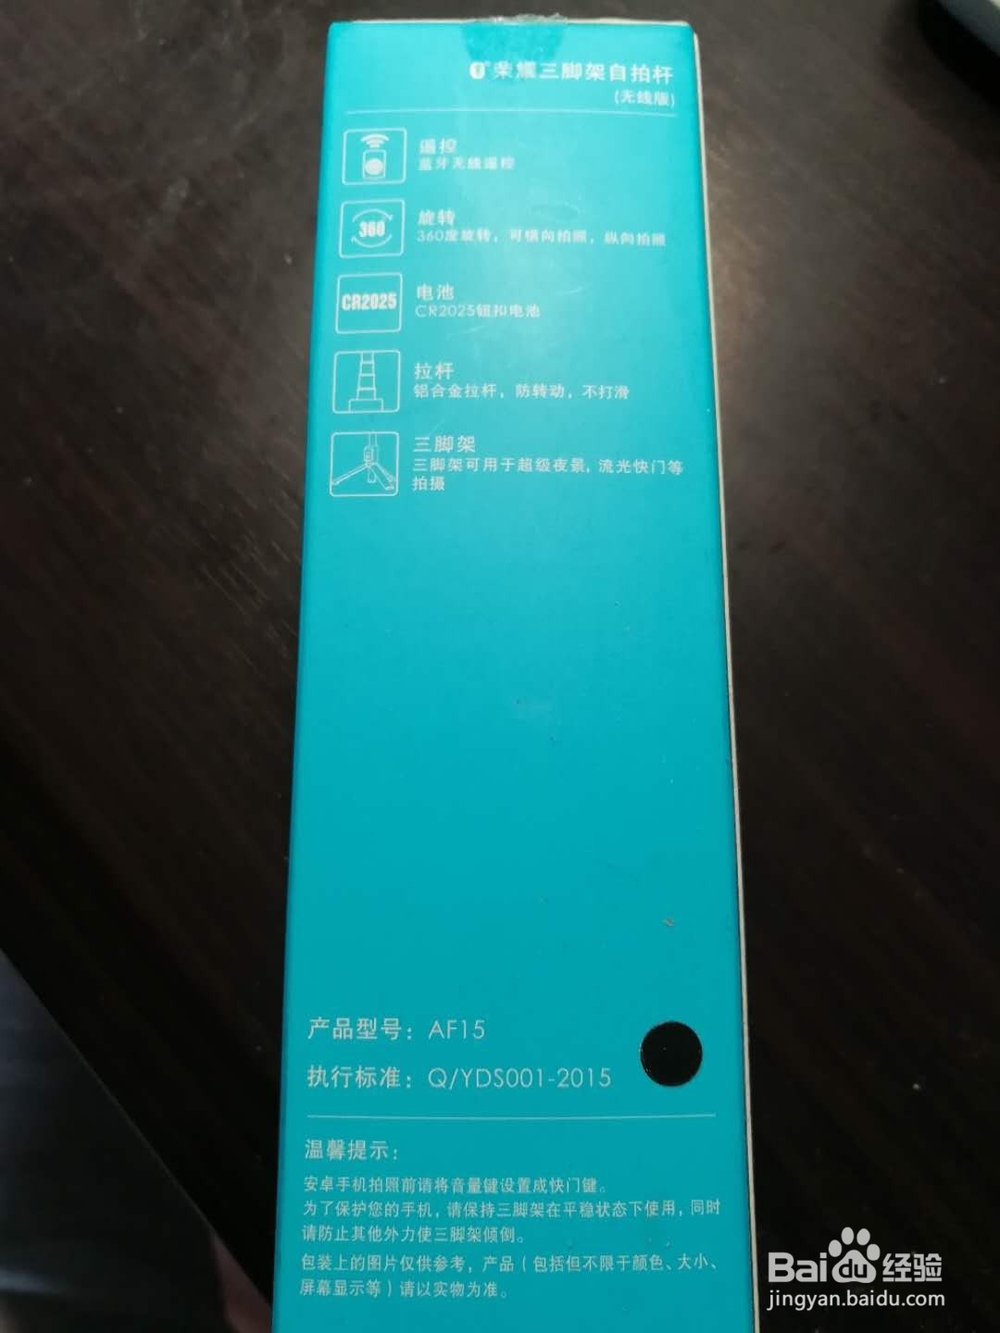 荣耀三脚架自拍杆
(无线版)
遥控
蓝牙无线遥控
360
旋转
360度旋转，可横向拍照，纵向拍照
CR2025
电池
CR2025钮扣电池
拉杆
铝合金拉杆，防转动，不打滑
三脚架
三脚架可用于超级夜景，流光快门等
拍摄
产品型号：AF15
执行标准：Q/YDS001-2015
温馨提示：
安卓手机拍照前请将音量键设置成快门键。
为了保护您的手机，请保持三脚架在平稳状态下使用，同时
请防止其他外力使三脚架倾倒。
包装上的图片仅供参考，产品（包括但不限于颜色、大小、
屏幕显示等）请以实物为准。
Baidu经验
jingyan.baidu.com